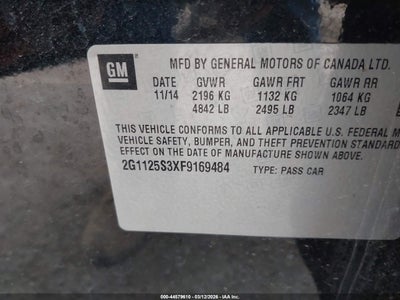 GM
MFD BY GENERAL MOTORS OF CANADA LTD.
DATE GVWR GAWR FRT GAWR RR
11/14 2196 KG 1132 KG 1064 KG
4842 LB 2495 LB 2347 LB
THIS VEHICLE CONFORMS TO ALL APPLICABLE U.S. FEDERAL M
VEHICLE SAFETY, BUMPER, AND THEFT PREVENTION STANDA
EFFECT ON THE DATE OF MANUFACTURE SHOWN ABOVE.
2G1125S3XF9169484 TYPE: PASS CAR
000-44579610 - 03/12/2026 - IAA, Inc.